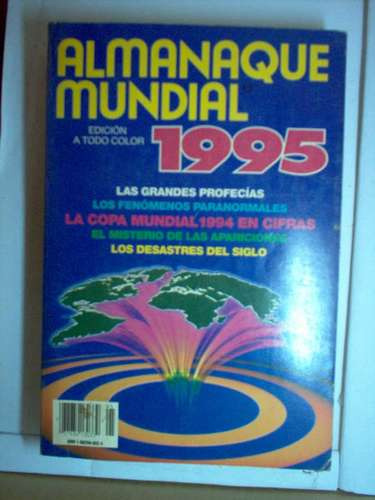 ALMANAQUE
MUNDIAL
EDICIÓN
A TODO COLOR
1995
LAS GRANDES PROFECÍAS
LOS FENÓMENOS PARANORMALES
LA COPA MUNDIAL 1994 EN CIFRAS
EL MISTERIO DE LAS APARICIONES
LOS DESASTRES DEL SIGLO